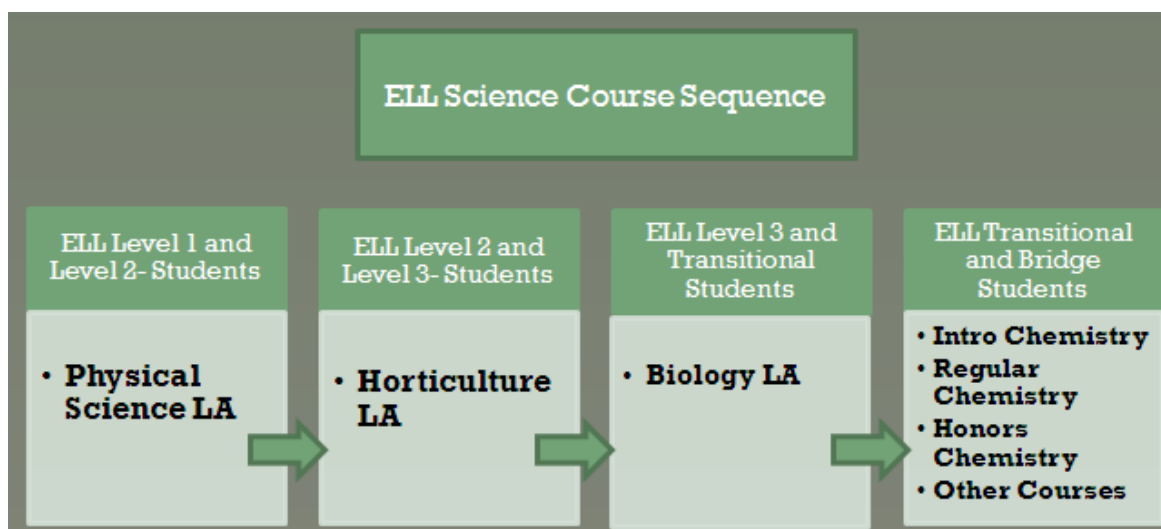 ELL Science Course Sequence
ELL Level 1 and
Level 2- Students
• Physical
Science LA
ELL Level 2 and
Level 3- Students
• Horticulture
LA
ELL Level 3 and
Transitional
Students
• Biology LA
ELL Transitional
and Bridge
Students
• Intro Chemistry
• Regular
Chemistry
• Honors
Chemistry
• Other Courses